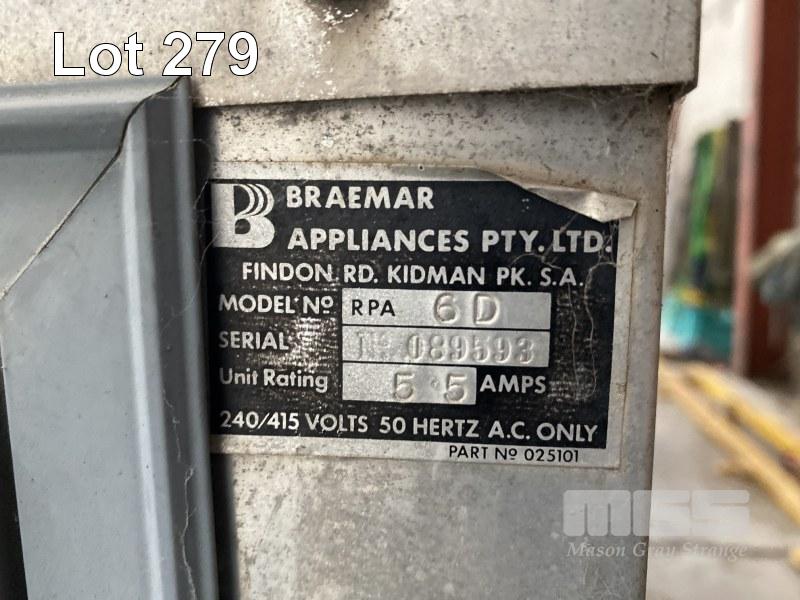 Lot 279
B BRAEMAR
APPLIANCES PTY. LTD.
FINDON RD. KIDMAN PK. S.A.
MODEL Nº RPA 6D
SERIAL Nº 089593
Unit Rating 5·5 AMPS
240/415 VOLTS 50 HERTZ A.C. ONLY
PART Nº 025101
MGS
Mason Gray Strange